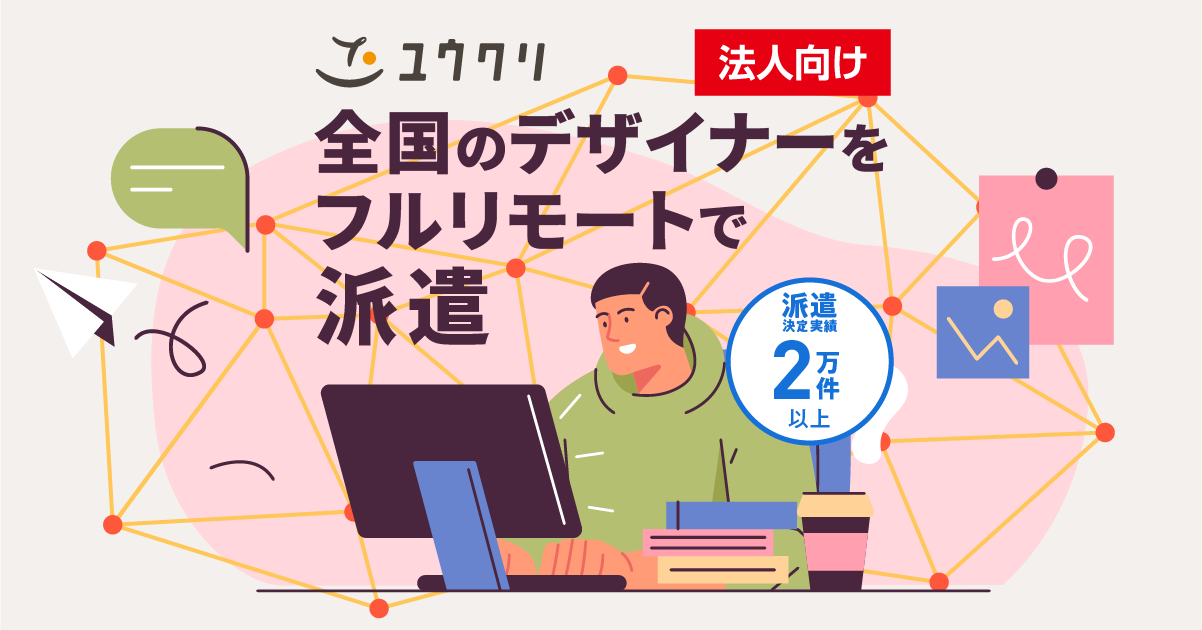 ユウクリ
法人向け
全国のデザイナーを
フルリモートで
派遣
派遣
決定実績
2万件
以上